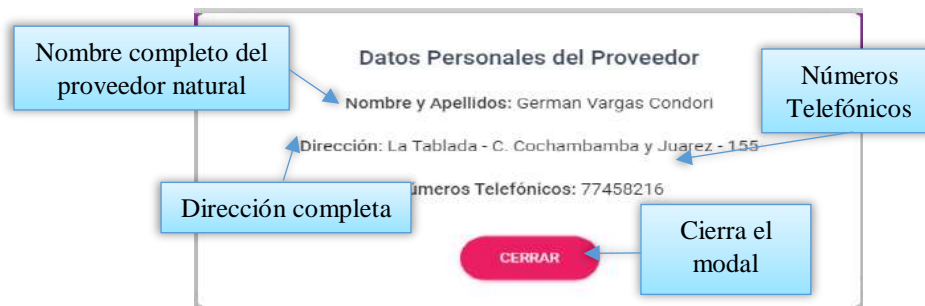 Nombre completo del
proveedor natural
Datos Personales del Proveedor
Números
Telefónicos
Nombre y Apellidos: German Vargas Condori
Dirección: La Tablada - C. Cochambamba y Juarez - 155
Dirección completa
úmeros Telefónicos: 77458216
Cierra el
modal
CERRAR